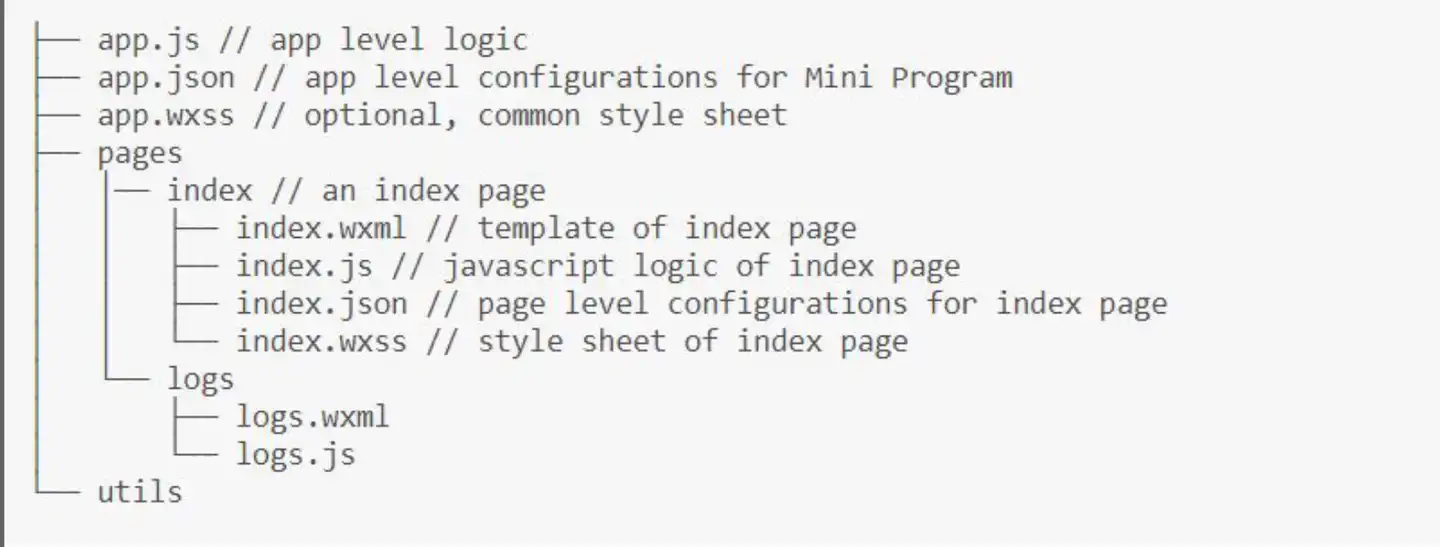 ├── app.js // app level logic
├── app.json // app level configurations for Mini Program
├── app.wxss // optional, common style sheet
├── pages
│   │── index // an index page
│   │   ├── index.wxml // template of index page
│   │   ├── index.js // javascript logic of index page
│   │   ├── index.json // page level configurations for index page
│   │   └── index.wxss // style sheet of index page
│   └── logs
│       ├── logs.wxml
│       └── logs.js
└── utils